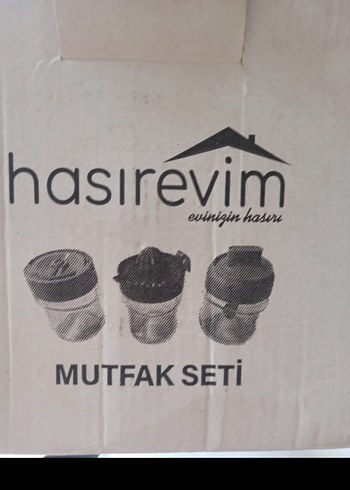 hasırevim
evinizin hasırı
MUTFAK SETİ